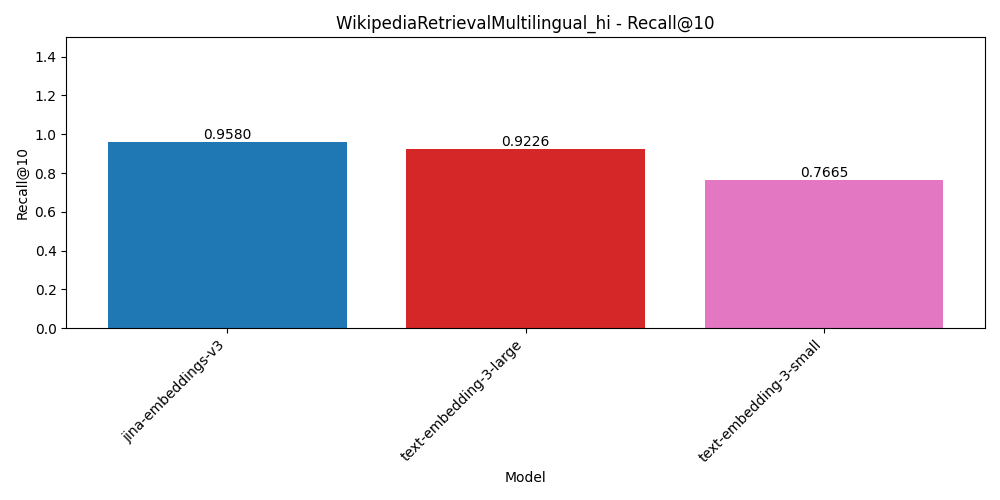 WikipediaRetrievalMultilingual_hi - Recall@10
Recall@10
1.4
1.2
1.0
0.8
0.6
0.4
0.2
0.0
0.9580
0.9226
0.7665
jina-embeddings-v3
text-embedding-3-large
text-embedding-3-small
Model